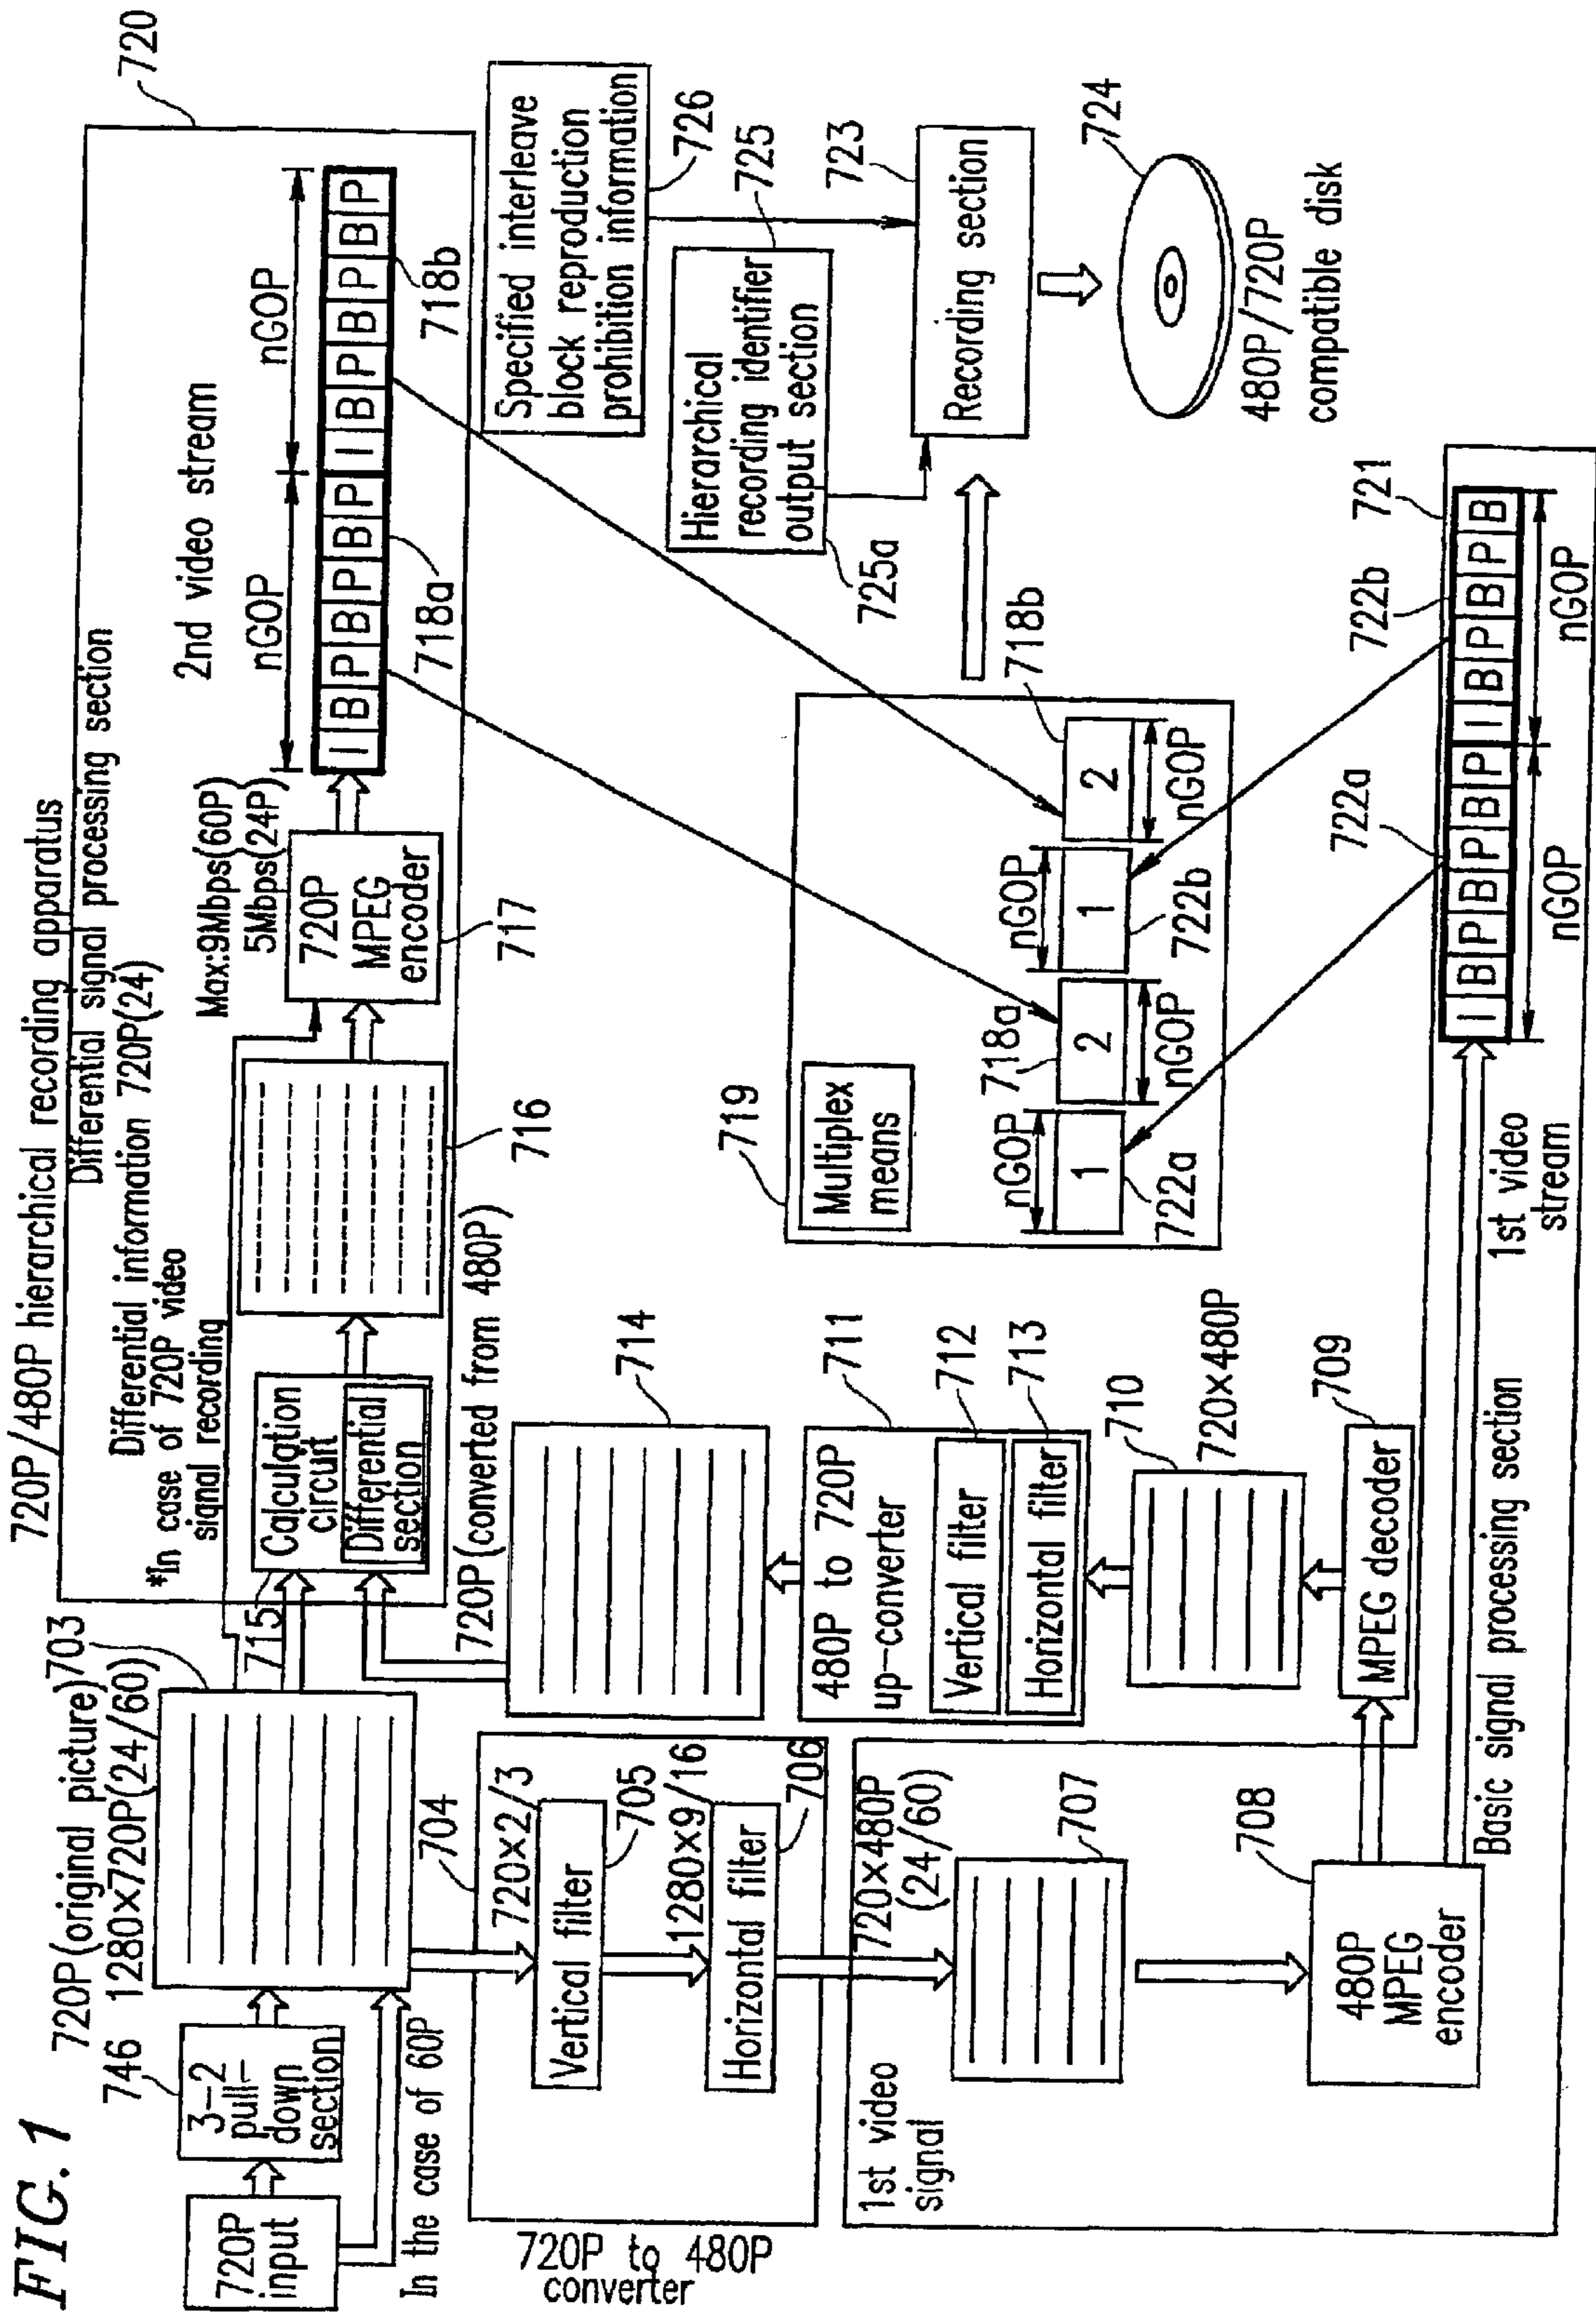 FIG. 1
720P/480P hierarchical recording apparatus
720P
input
746
3-2
pull-
down
section
In the case of 60P
720P(original picture)
1280×720P(24/60)
703
715
Differential signal processing section
Differential information 720P(24)
*In case of 720P video
signal recording
Calculation
circuit
Differential
section
716
Max:9Mbps(60P)
5Mbps(24P)
720P
MPEG
encoder
717
2nd video stream
nGOP
nGOP
I B P B P B P I B P B P B P
718a
718b
720
704
720×2/3
Vertical filter
705
1280×9/16
Horizontal filter
706
720P to 480P
converter
720P(converted from 480P)
714
480P to 720P
up-converter
711
Vertical filter
712
Horizontal filter
713
710
720×480P
MPEG decoder
709
Multiplex
means
719
nGOP
1
722a
718a
2
nGOP
nGOP
1
722b
718b
2
nGOP
Specified interleave
block reproduction
prohibition information
726
Hierarchical
recording identifier
output section
725
725a
723
Recording section
724
480P/720P
compatible disk
1st video
signal
720×480P
(24/60)
707
708
480P
MPEG
encoder
Basic signal processing section
1st video
stream
I B P B P B P I B P B P B
722a
722b
721
nGOP
nGOP